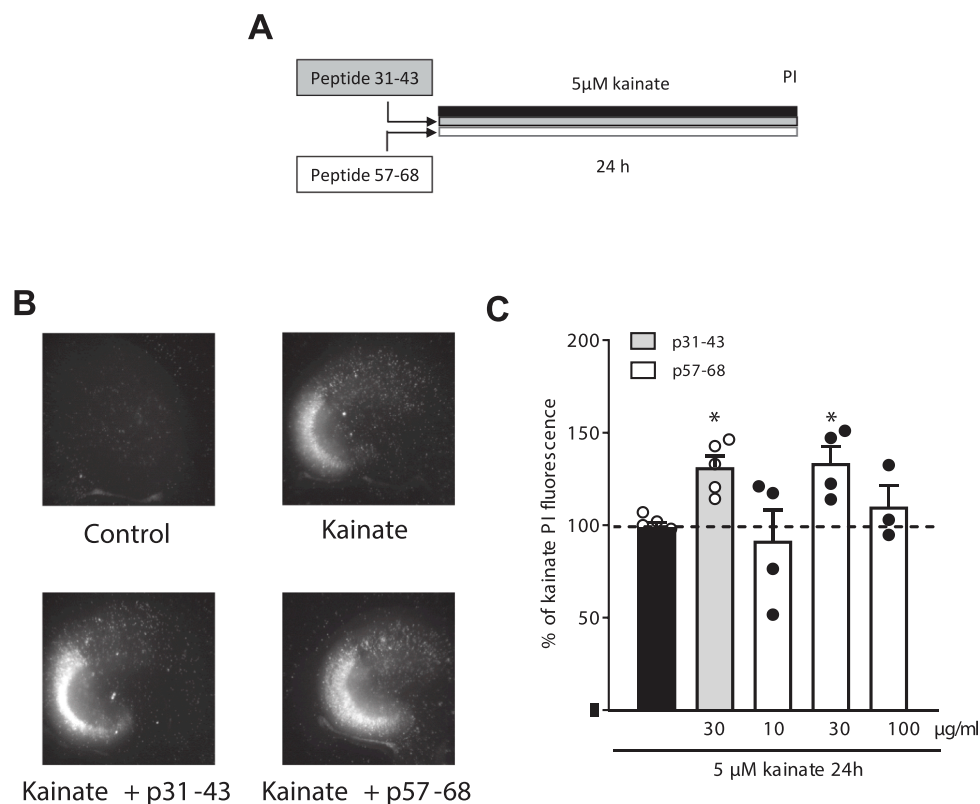 A
Peptide 31-43
5µM kainate
PI
Peptide 57-68
24 h
B
Control
Kainate
Kainate + p31-43
Kainate + p57-68
C
% of kainate PI fluorescence
200
150
100
50
p31-43
p57-68
*
*
30
10
30
100
µg/ml
5 µM kainate 24h